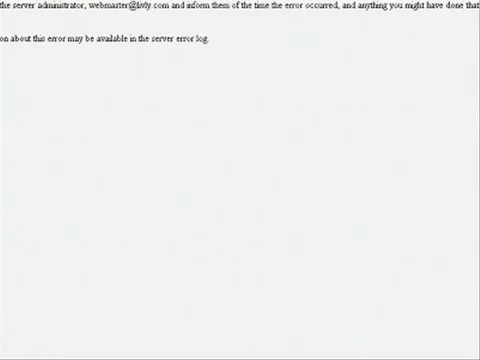 the server administrator, webmaster@lively.com and inform them of the time the error occurred, and anything you might have done that
on about this error may be available in the server error log.